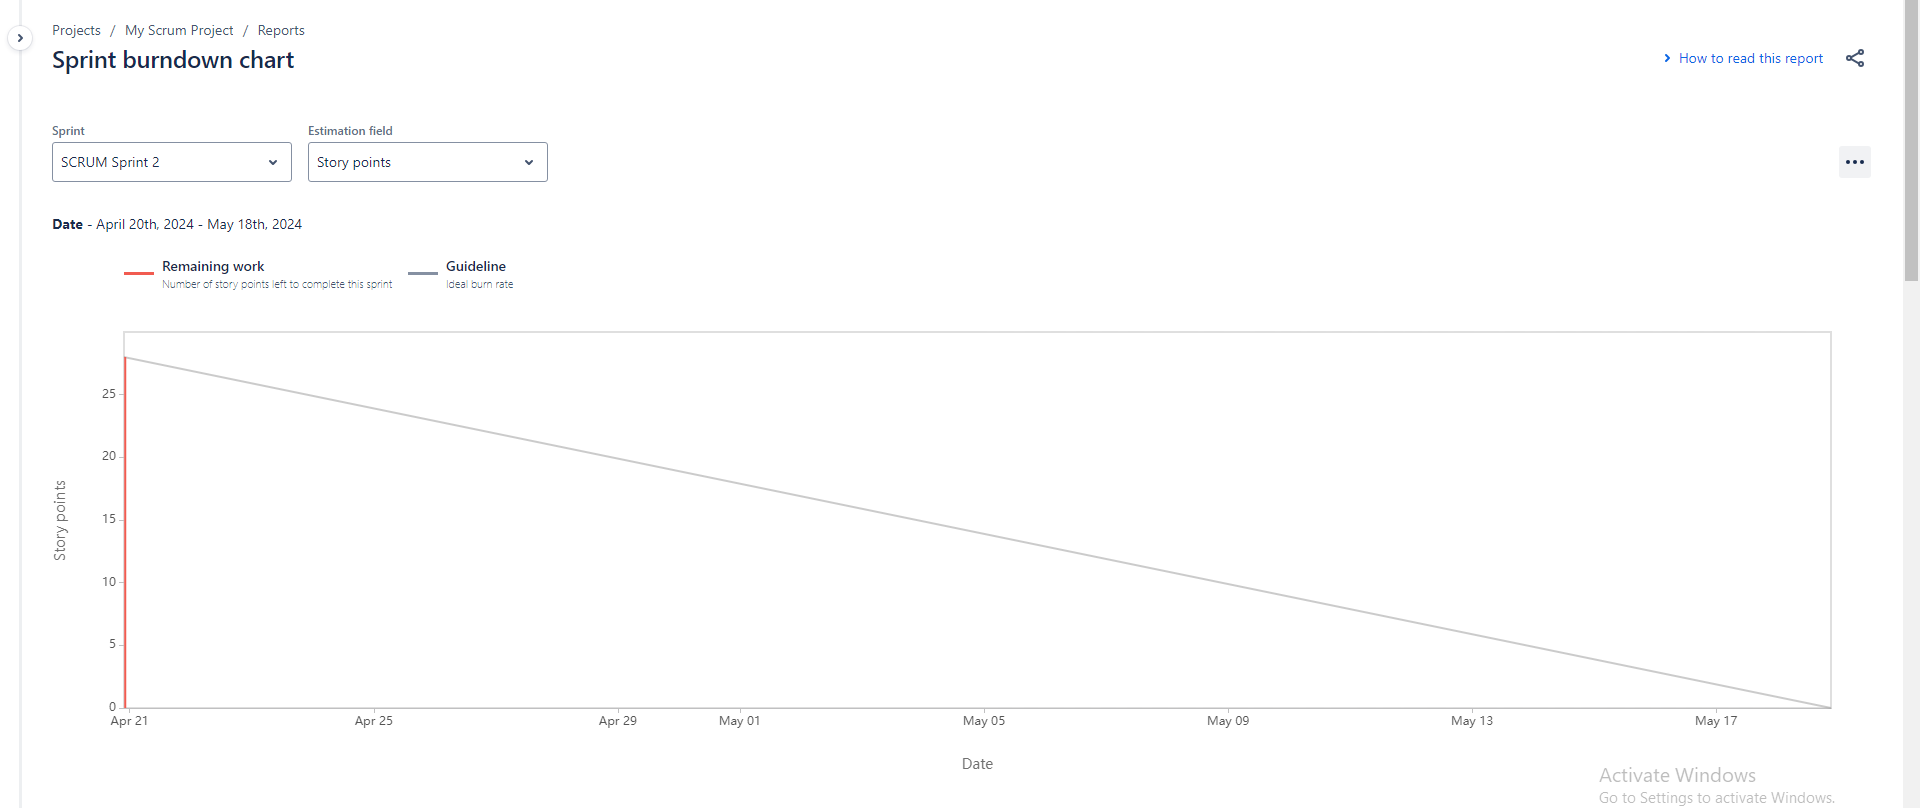 Projects / My Scrum Project / Reports
Sprint burndown chart
How to read this report
Sprint
Estimation field
SCRUM Sprint 2
Story points
Date - April 20th, 2024 - May 18th, 2024
Remaining work
Number of story points left to complete this sprint
Guideline
Ideal burn rate
25
20
15
10
5
0
Story points
Apr 21
Apr 25
Apr 29
May 01
May 05
May 09
May 13
May 17
Date
Activate Windows
Go to Settings to activate Windows.